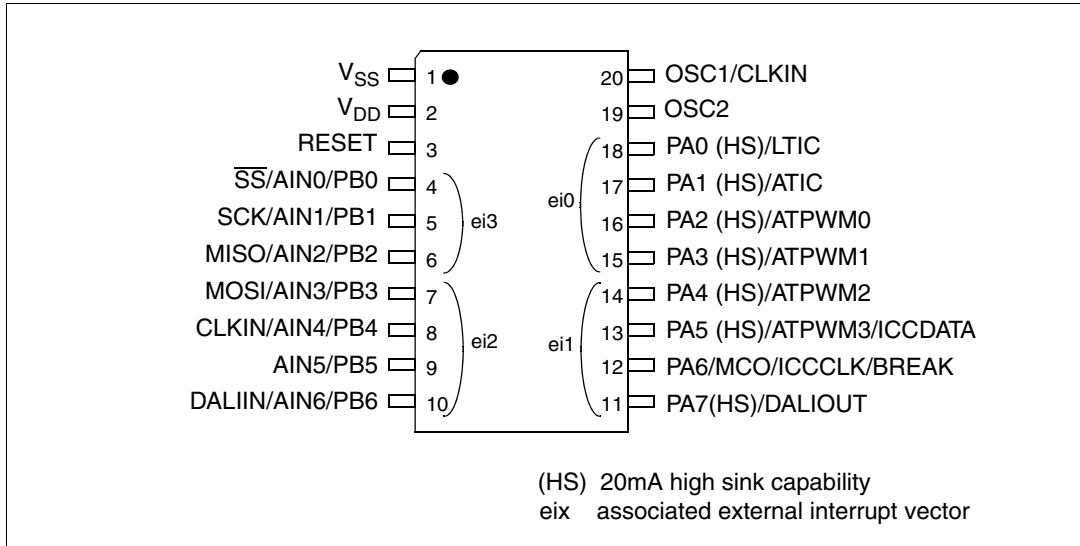 VSS 1
VDD 2
RESET 3
S̅S̅/AIN0/PB0 4
SCK/AIN1/PB1 5
MISO/AIN2/PB2 6
MOSI/AIN3/PB3 7
CLKIN/AIN4/PB4 8
AIN5/PB5 9
DALIIN/AIN6/PB6 10
ei3
ei2
ei0
ei1
20 OSC1/CLKIN
19 OSC2
18 PA0 (HS)/LTIC
17 PA1 (HS)/ATIC
16 PA2 (HS)/ATPWM0
15 PA3 (HS)/ATPWM1
14 PA4 (HS)/ATPWM2
13 PA5 (HS)/ATPWM3/ICCDATA
12 PA6/MCO/ICCCLK/BREAK
11 PA7(HS)/DALIOUT
(HS) 20mA high sink capability
eix associated external interrupt vector